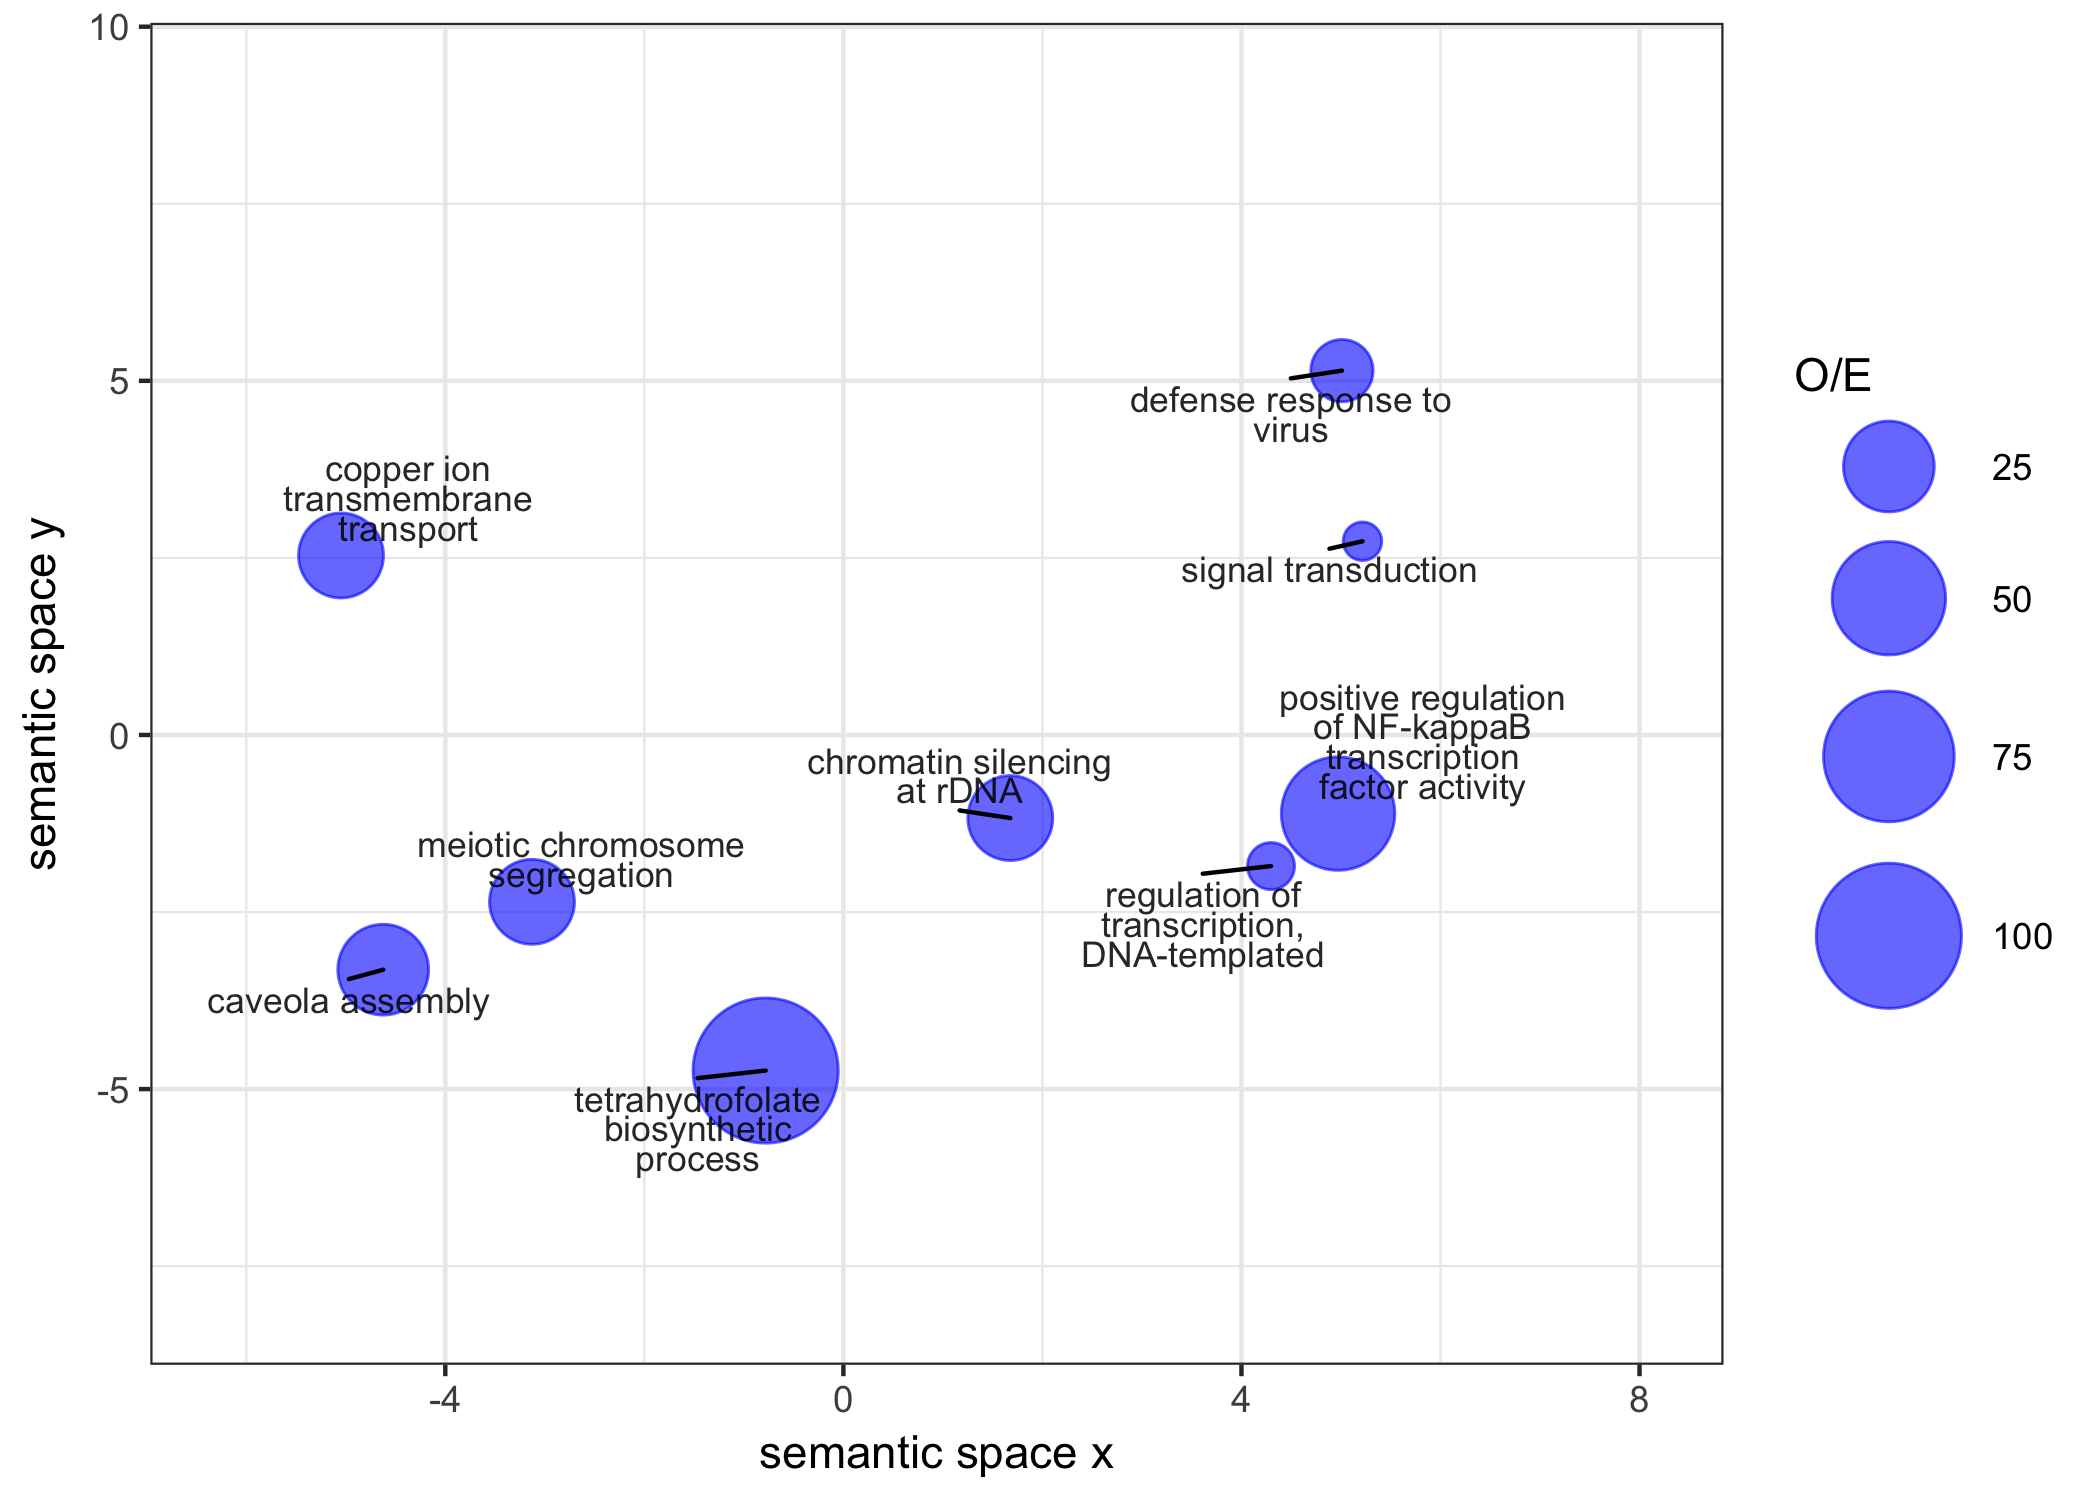 10
5
0
-5
-4
0
4
8
semantic space y
semantic space x
defense response to
virus
copper ion
transmembrane
transport
signal transduction
positive regulation
of NF-kappaB
transcription
factor activity
chromatin silencing
at rDNA
meiotic chromosome
segregation
regulation of
transcription,
DNA-templated
caveola assembly
tetrahydrofolate
biosynthetic
process
O/E
25
50
75
100